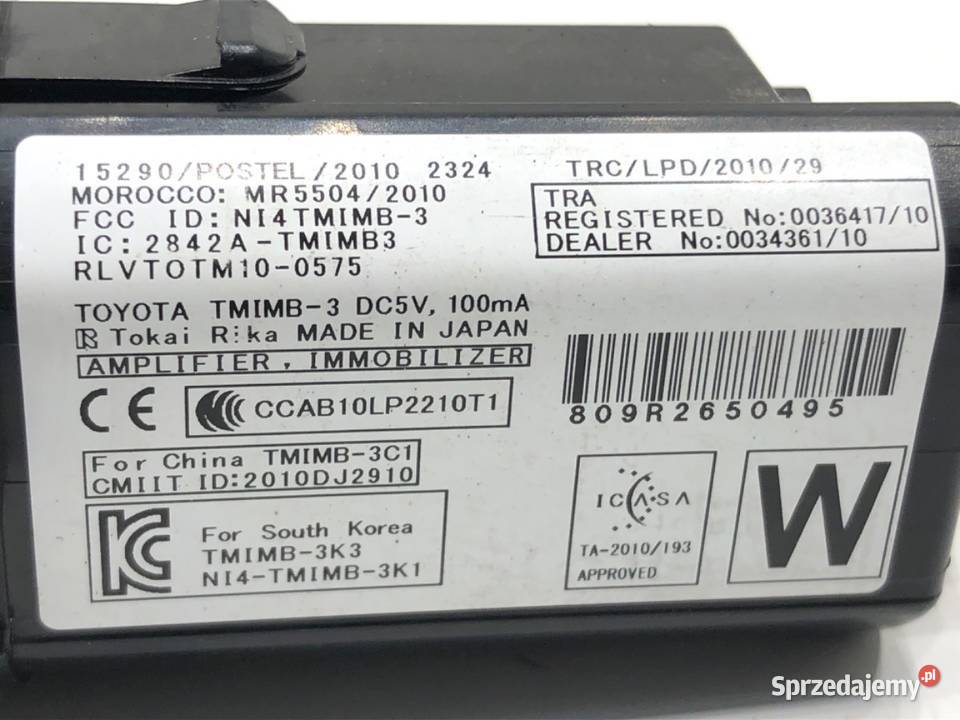 15290/POSTEL/2010 2324
MOROCCO: MR5504/2010
FCC ID: NI4TMIMB-3
IC: 2842A-TMIMB3
RLVTOTM10-0575
TRC/LPD/2010/29
TRA
REGISTERED No:0036417/10
DEALER No:0034361/10
TOYOTA TMIMB-3 DC5V, 100mA
R Tokai Rika MADE IN JAPAN
AMPLIFIER, IMMOBILIZER
CE
CCAB10LP2210T1
809R2650495
For China TMIMB-3C1
CMIIT ID:2010DJ2910
KC
For South Korea
TMIMB-3K3
NI4-TMIMB-3K1
ICASA
TA-2010/193
APPROVED
W
Sprzedajemy.pl